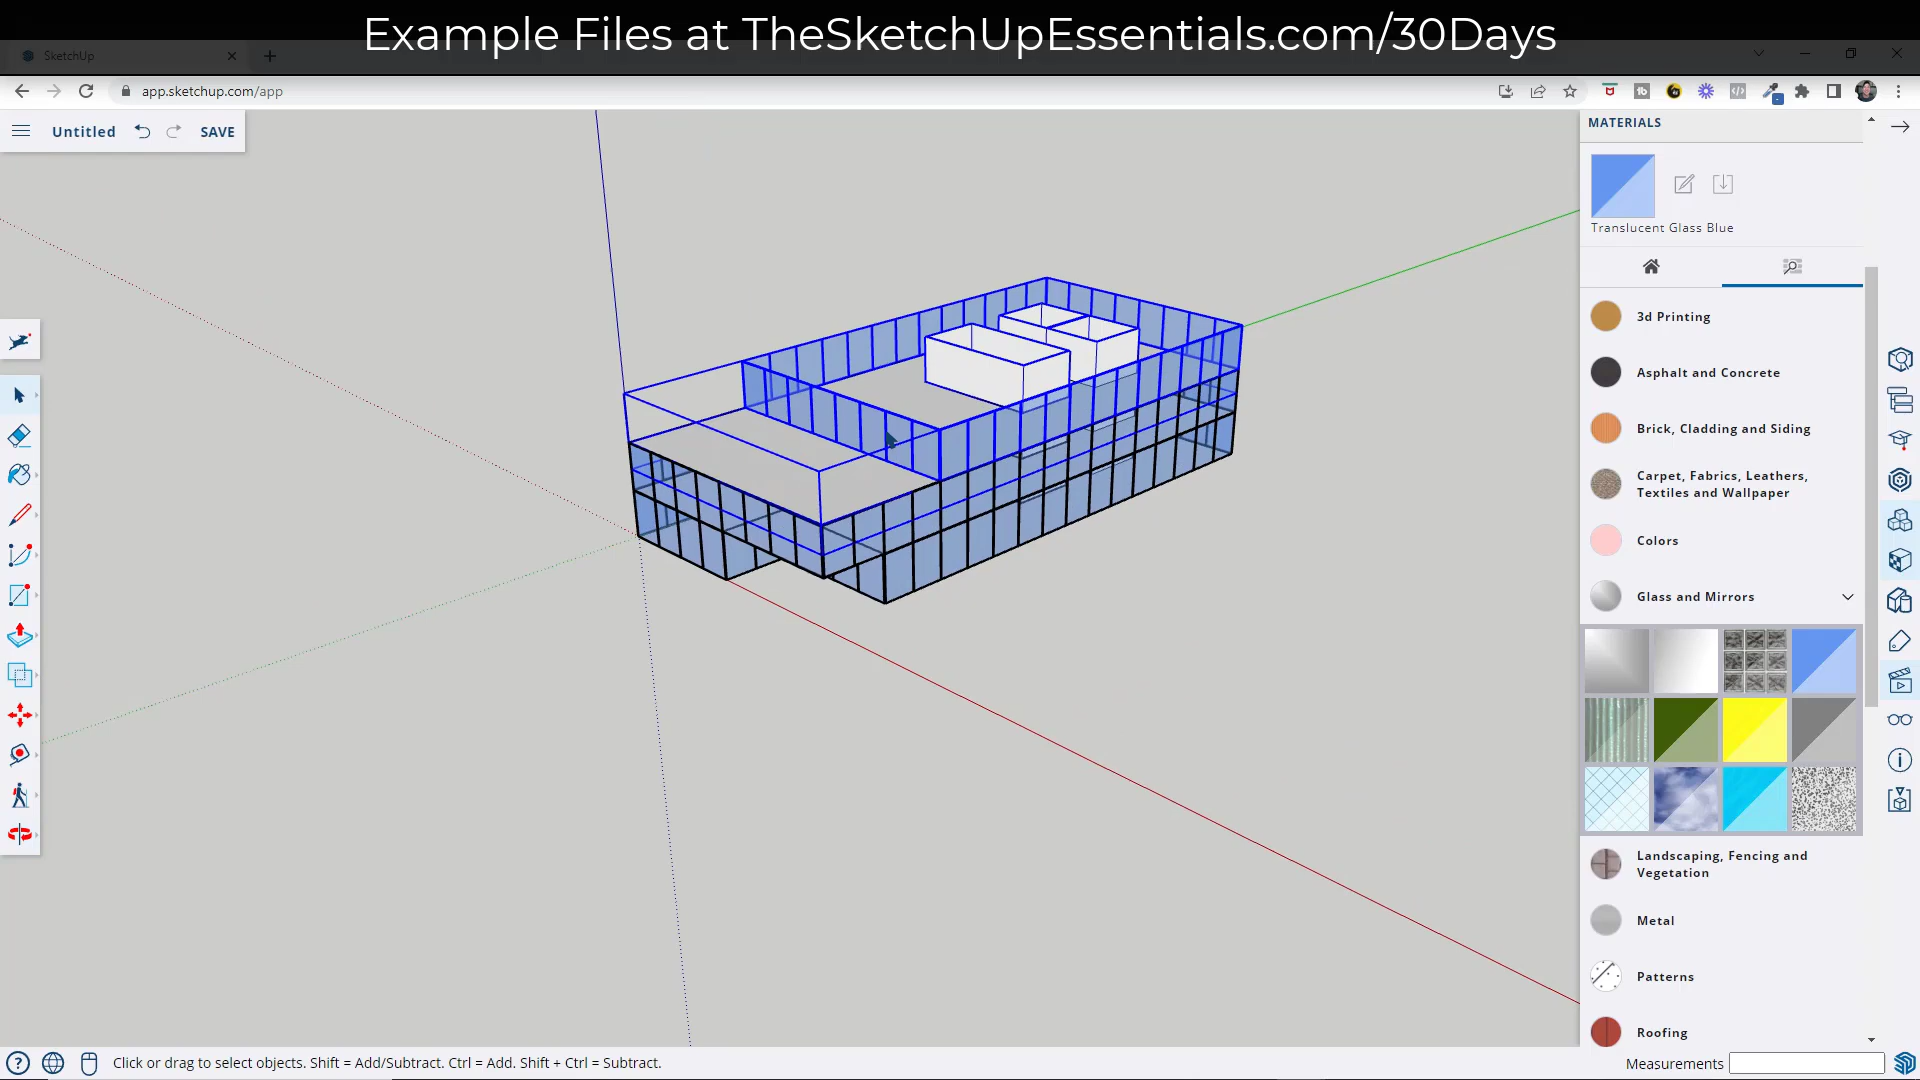 Example Files at TheSketchUpEssentials.com/30Days
SketchUp
app.sketchup.com/app
Untitled
SAVE
MATERIALS
Translucent Glass Blue
3d Printing
Asphalt and Concrete
Brick, Cladding and Siding
Carpet, Fabrics, Leathers,
Textiles and Wallpaper
Colors
Glass and Mirrors
Landscaping, Fencing and
Vegetation
Metal
Patterns
Roofing
Click or drag to select objects. Shift = Add/Subtract. Ctrl = Add. Shift + Ctrl = Subtract.
Measurements